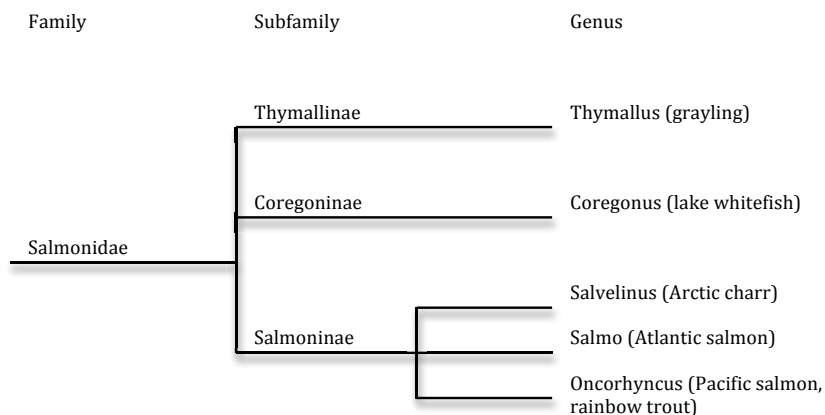 Family
Subfamily
Genus
Thymallinae
Thymallus (grayling)
Coregoninae
Coregonus (lake whitefish)
Salmonidae
Salvelinus (Arctic charr)
Salmoninae
Salmo (Atlantic salmon)
Oncorhyncus (Pacific salmon,
rainbow trout)